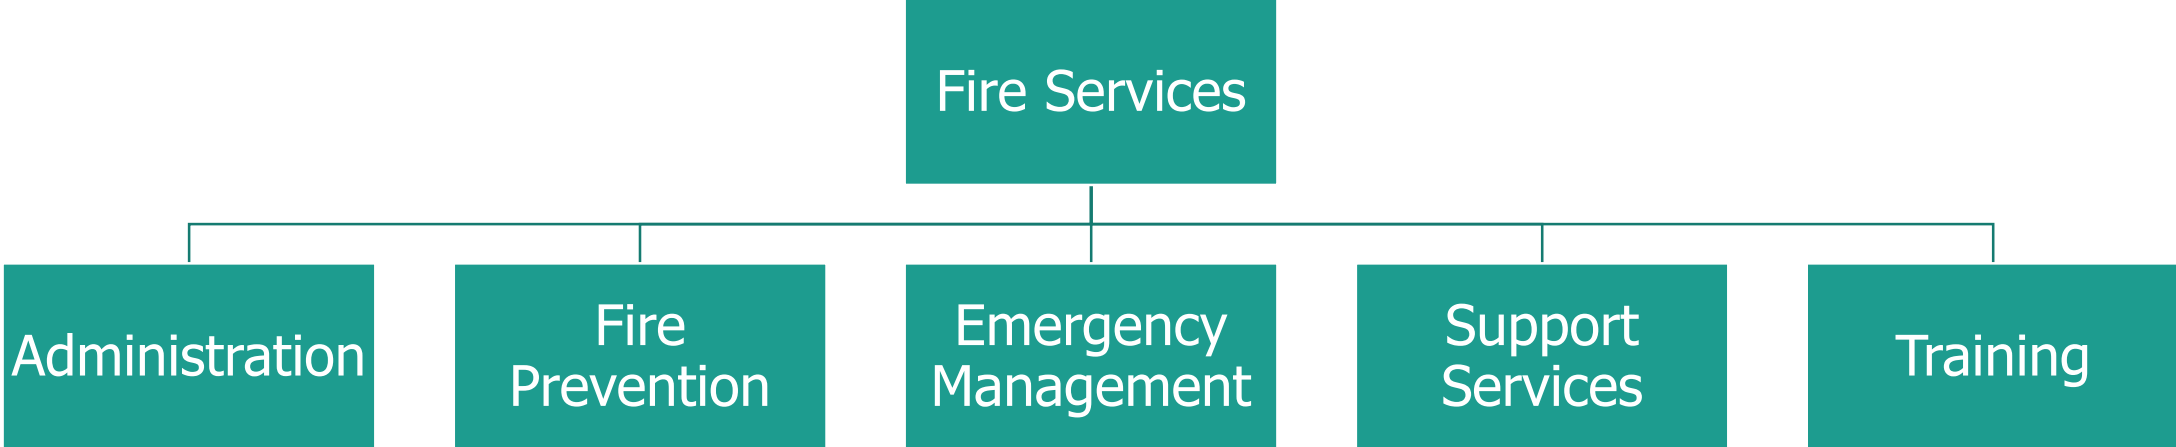 Fire Services
Administration
Fire
Prevention
Emergency
Management
Support
Services
Training